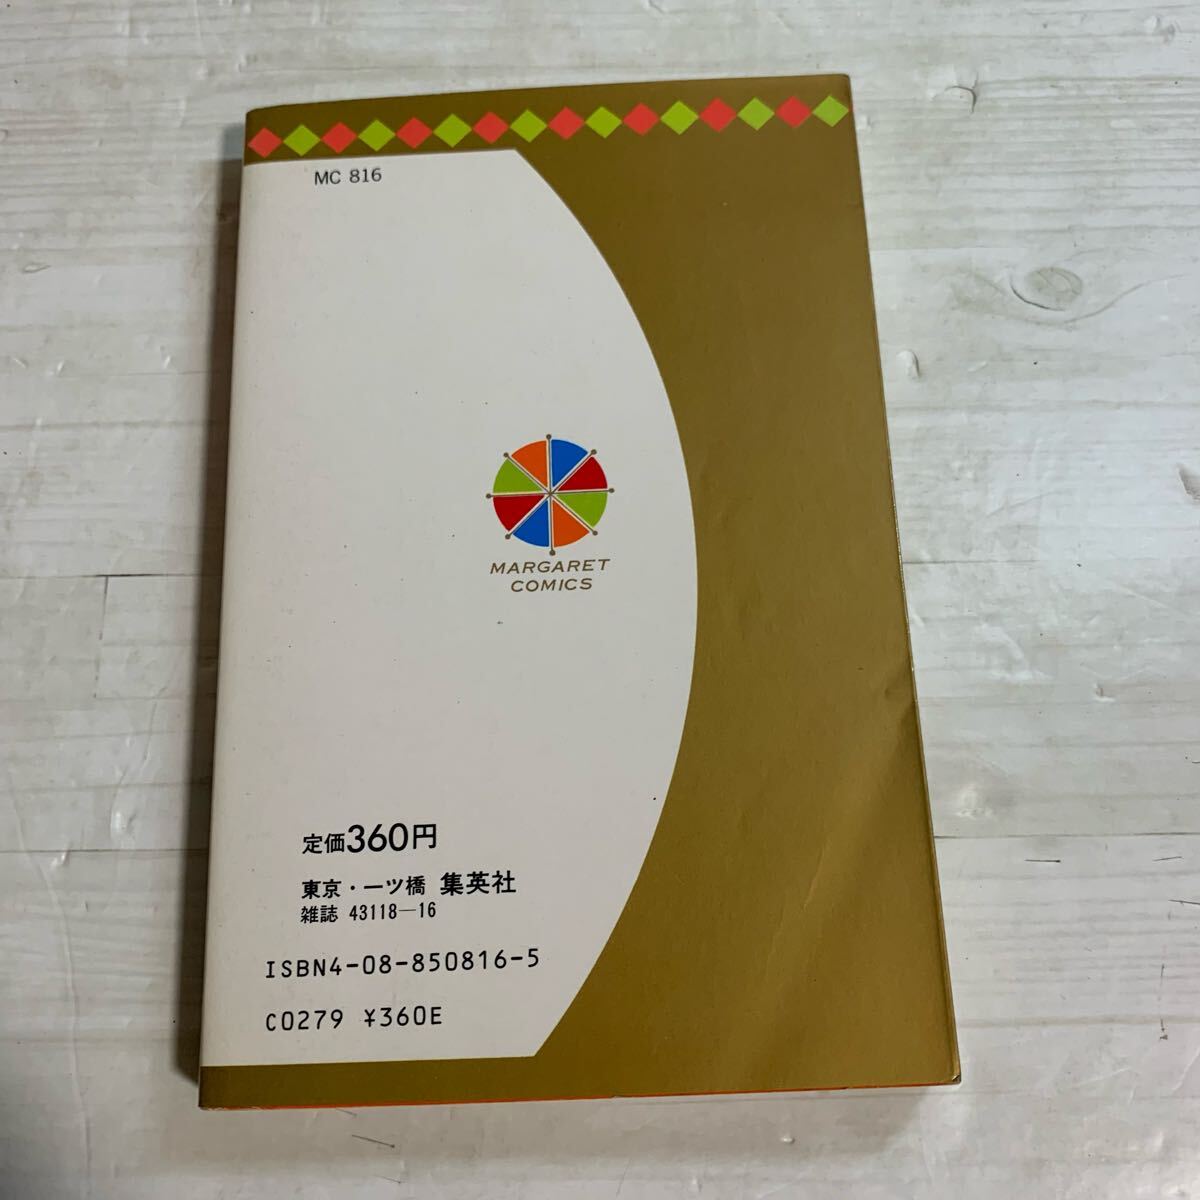 MC 816
MARGARET
COMICS
定価360円
東京・一ツ橋 集英社
雑誌 43118—16
ISBN4-08-850816-5
C0279 ¥360E